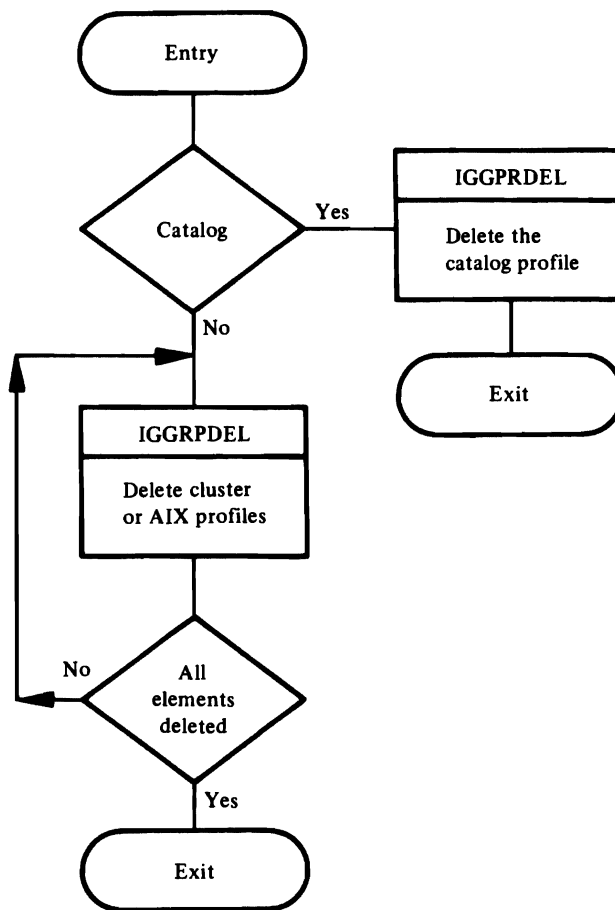 Entry
Catalog
Yes
IGGPRDEL
Delete the
catalog profile
Exit
No
IGGRPDEL
Delete cluster
or AIX profiles
No
All
elements
deleted
Yes
Exit